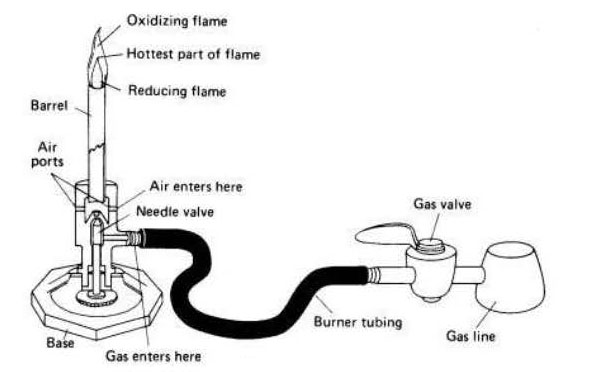 Oxidizing flame
Hottest part of flame
Reducing flame
Barrel
Air
ports
Air enters here
Needle valve
Gas valve
Burner tubing
Gas line
Base
Gas enters here